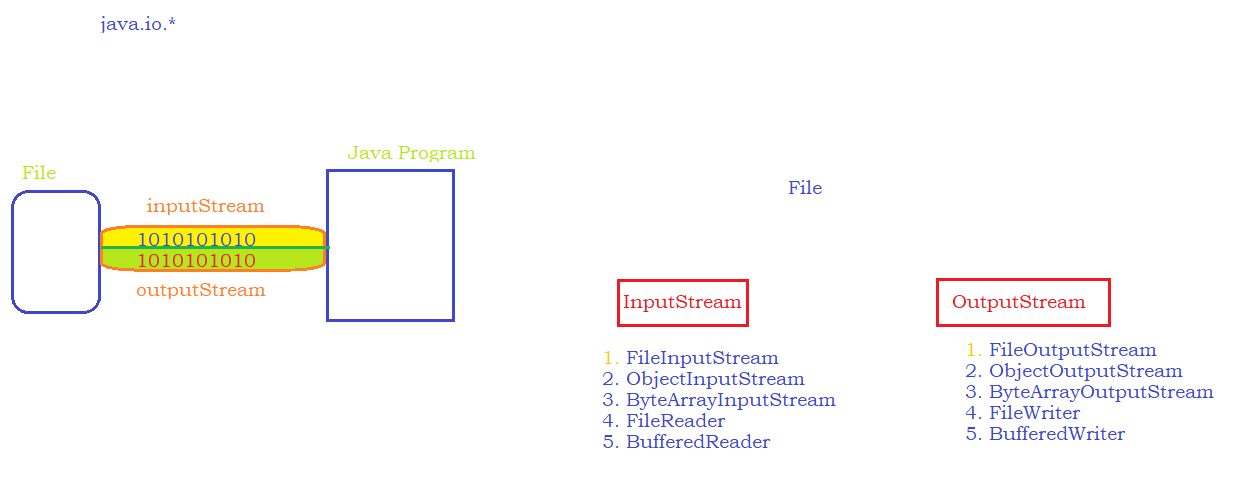 java.io.*
Java Program
File
inputStream
1010101010
1010101010
outputStream
File
InputStream
1. FileInputStream
2. ObjectInputStream
3. ByteArrayInputStream
4. FileReader
5. BufferedReader
OutputStream
1. FileOutputStream
2. ObjectOutputStream
3. ByteArrayOutputStream
4. FileWriter
5. BufferedWriter